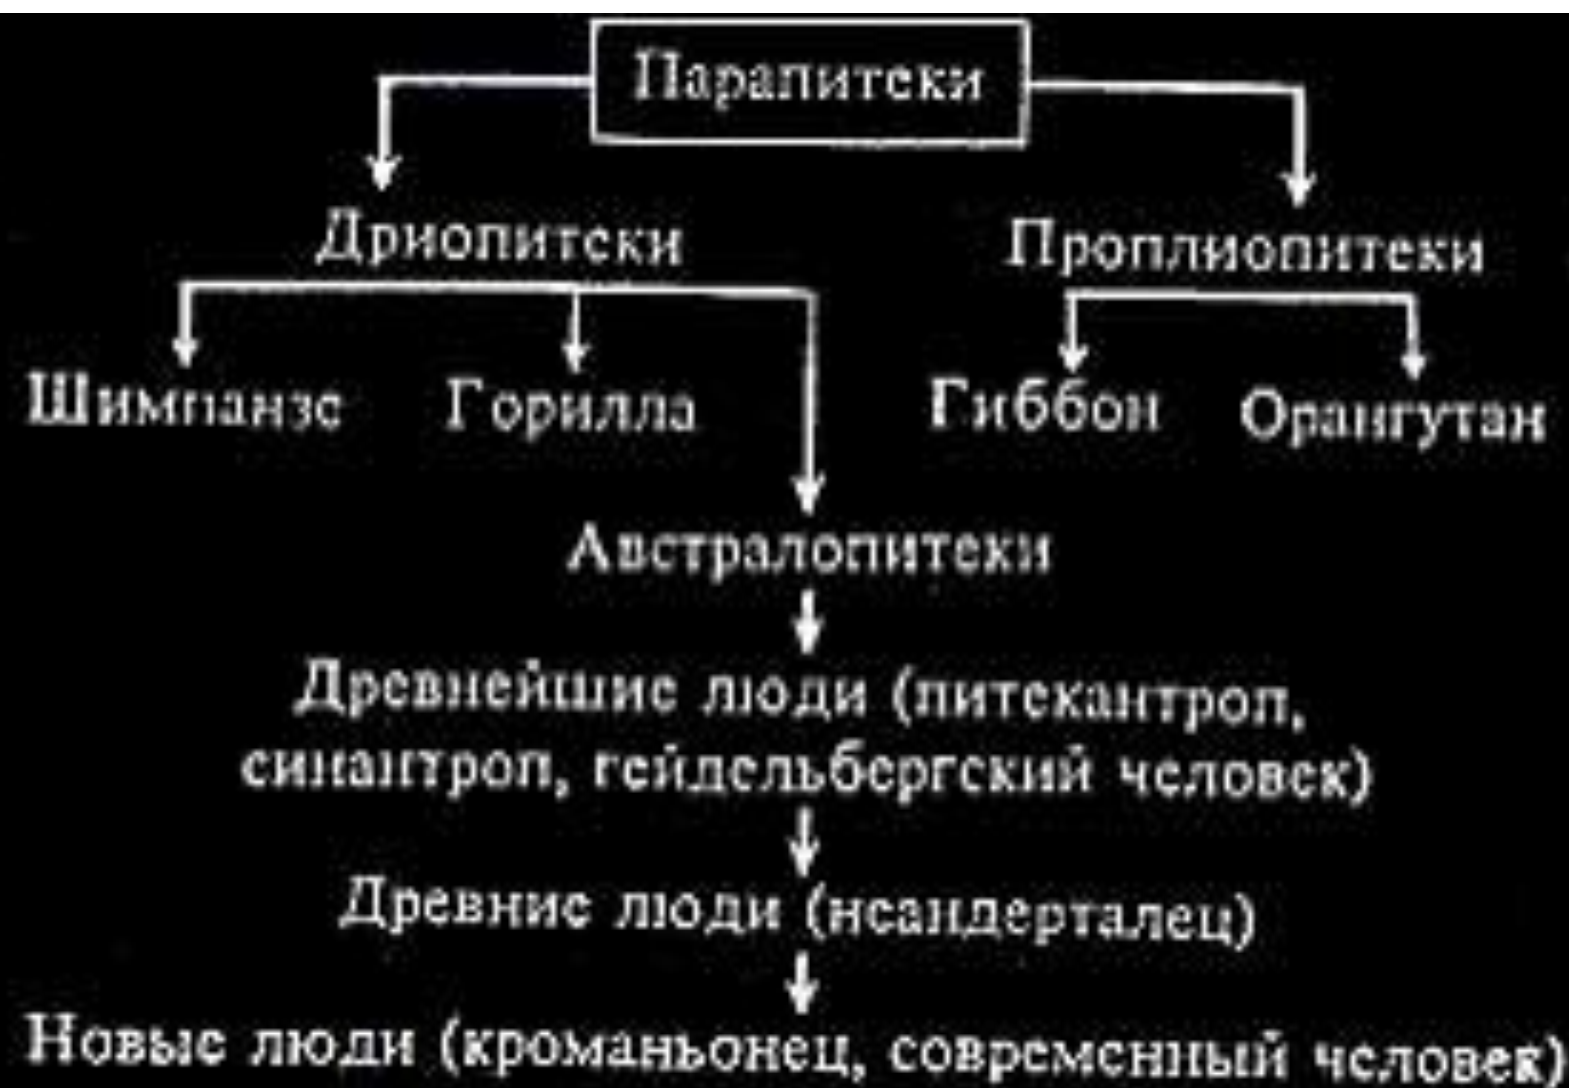 Парапитеки
Дриопитеки
Проплиопитеки
Шимпанзе
Горилла
Гиббон
Орангутан
Австралопитеки
Древнейшие люди (питекантроп,
синантроп, гейдельбергский человек)
Древние люди (неандерталец)
Новые люди (кроманьонец, современный человек)